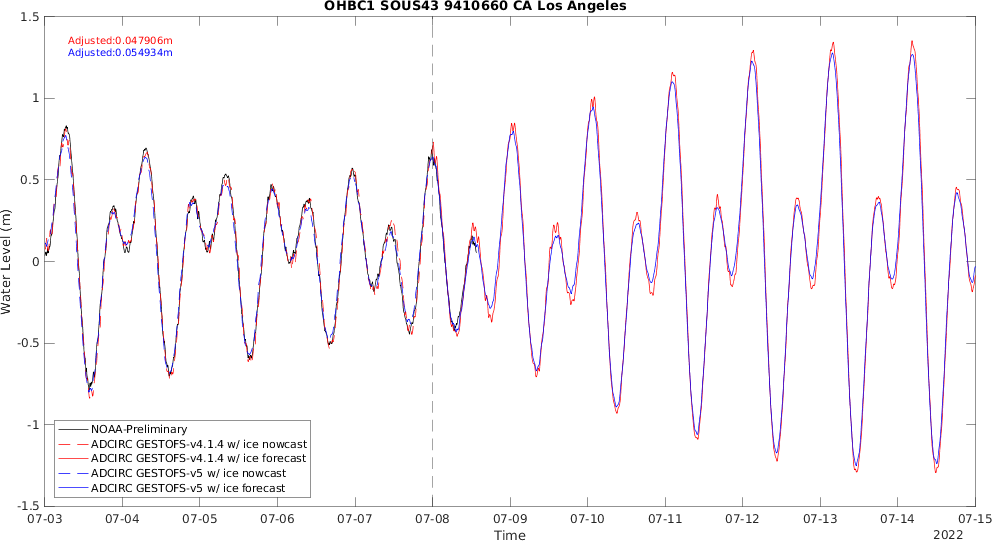 OHBC1 SOUS43 9410660 CA Los Angeles
Adjusted:0.047906m
Adjusted:0.054934m
Water Level (m)
1.5
1
0.5
0
-0.5
-1
-1.5
NOAA-Preliminary
ADCIRC GESTOFS-v4.1.4 w/ ice nowcast
ADCIRC GESTOFS-v4.1.4 w/ ice forecast
ADCIRC GESTOFS-v5 w/ ice nowcast
ADCIRC GESTOFS-v5 w/ ice forecast
07-03 07-04 07-05 07-06 07-07 07-08 07-09 07-10 07-11 07-12 07-13 07-14 07-15
Time
2022